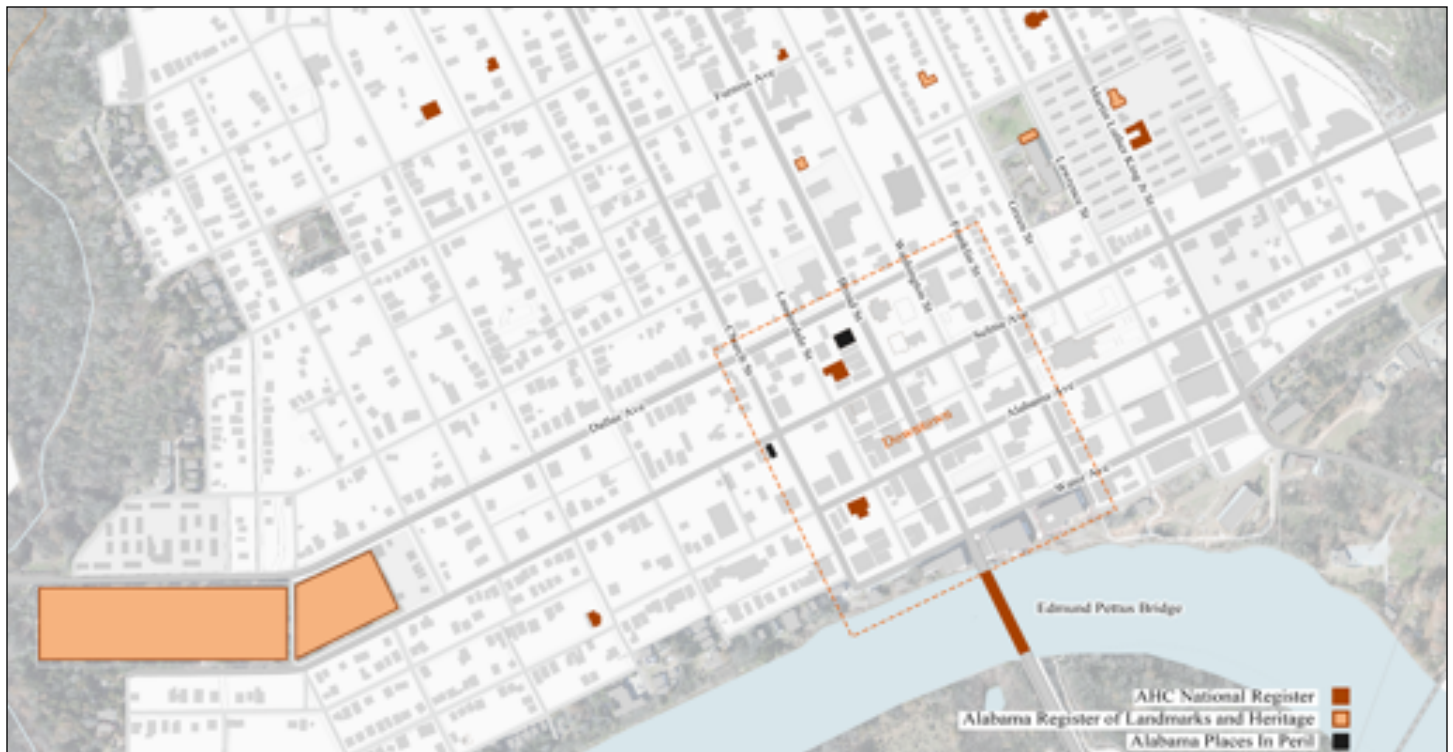 Furniss Ave
Martin Luther King Jr St
Lawrence St
Green St
Franklin St
Washington St
Broad St
Lauderdale St
Church St
Selma Ave
Dallas Ave
Alabama Ave
Downtown
Water Ave
Edmund Pettus Bridge
AHC National Register
Alabama Register of Landmarks and Heritage
Alabama Places In Peril